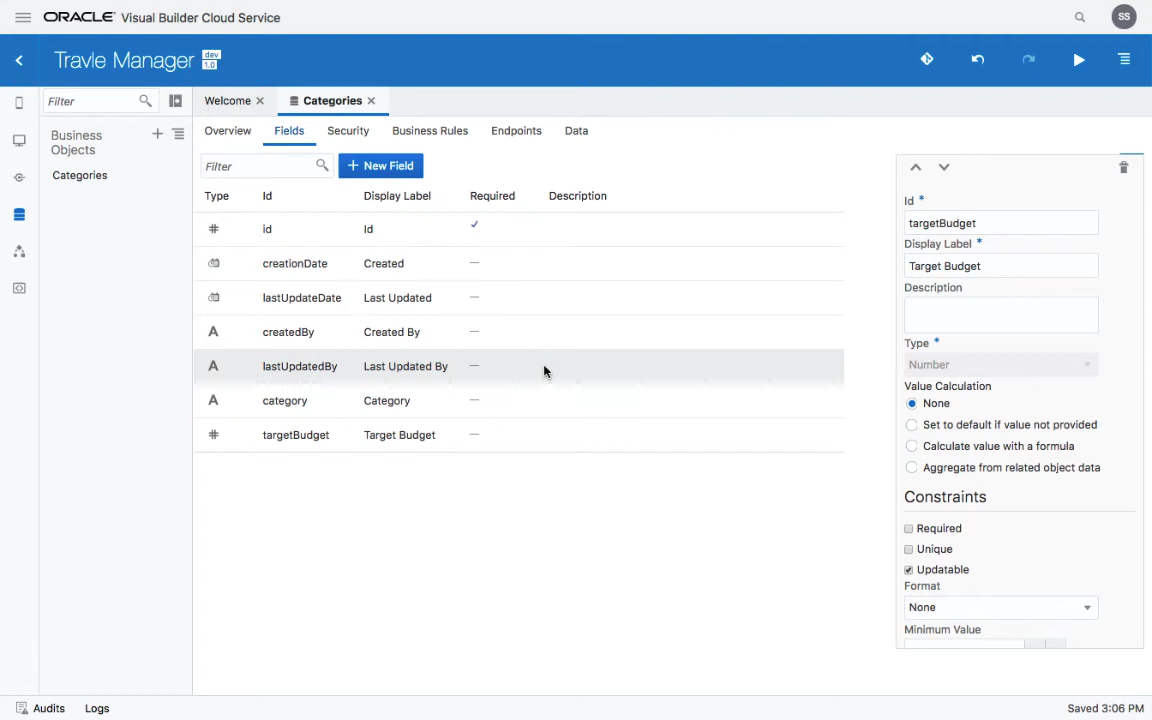 ORACLE® Visual Builder Cloud Service
SS
Travle Manager dev 1.0
Filter
Welcome
Categories
Business
Objects
Categories
Overview
Fields
Security
Business Rules
Endpoints
Data
Filter
+ New Field
Type
Id
Display Label
Required
Description
# id Id
creationDate Created
lastUpdateDate Last Updated
A createdBy Created By
A lastUpdatedBy Last Updated By
A category Category
# targetBudget Target Budget
Id *
targetBudget
Display Label *
Target Budget
Description
Type *
Number
Value Calculation
None
Set to default if value not provided
Calculate value with a formula
Aggregate from related object data
Constraints
Required
Unique
Updatable
Format
None
Minimum Value
Audits
Logs
Saved 3:06 PM